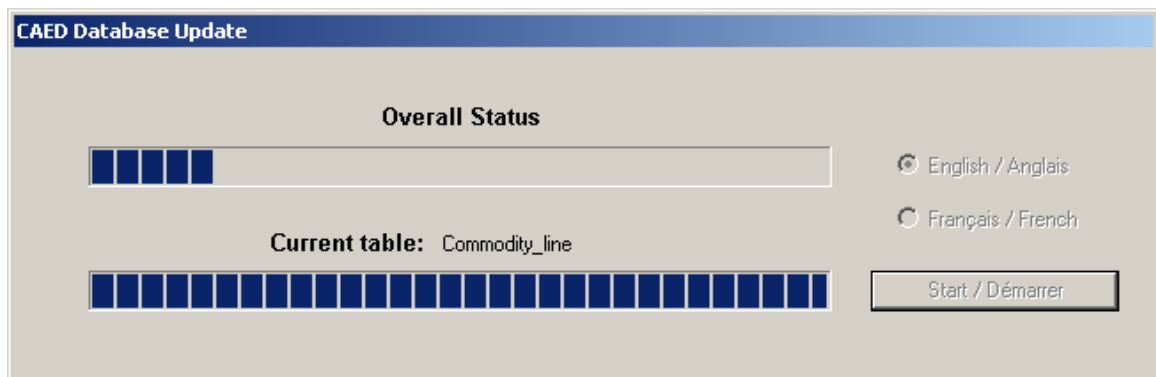 CAED Database Update
Overall Status
English / Anglais
Français / French
Current table: Commodity_line
Start / Démarrer